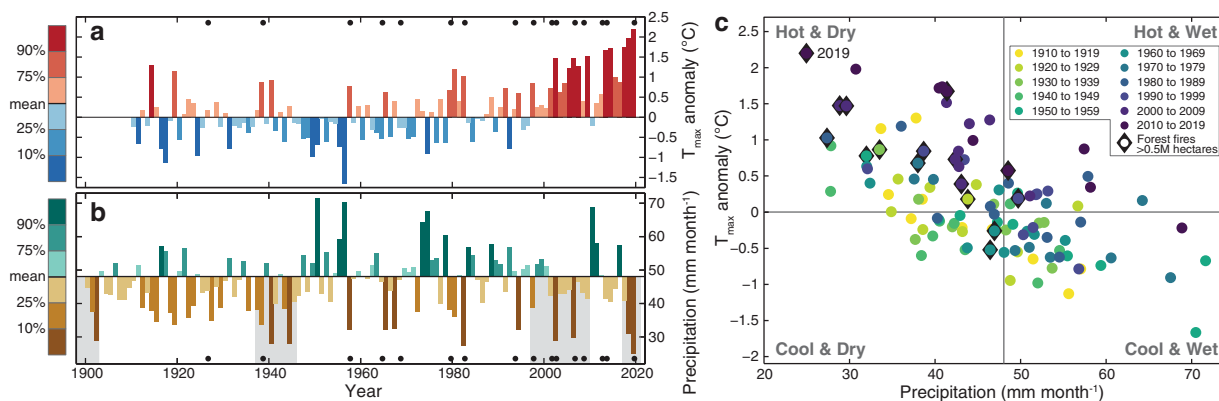 a
90%
75%
mean
25%
10%
2.5
2
1.5
1
0.5
0
−0.5
−1
−1.5
Tmax anomaly (°C)
b
90%
75%
mean
25%
10%
70
60
50
40
30
Precipitation (mm month⁻¹)
1900
1920
1940
1960
1980
2000
2020
Year
c
Hot & Dry
Hot & Wet
2019
1910 to 1919
1920 to 1929
1930 to 1939
1940 to 1949
1950 to 1959
1960 to 1969
1970 to 1979
1980 to 1989
1990 to 1999
2000 to 2009
2010 to 2019
Forest fires
>0.5M hectares
2.5
2
1.5
1
0.5
0
−0.5
−1
−1.5
−2
Tmax anomaly (°C)
Cool & Dry
Cool & Wet
20
30
40
50
60
70
Precipitation (mm month⁻¹)